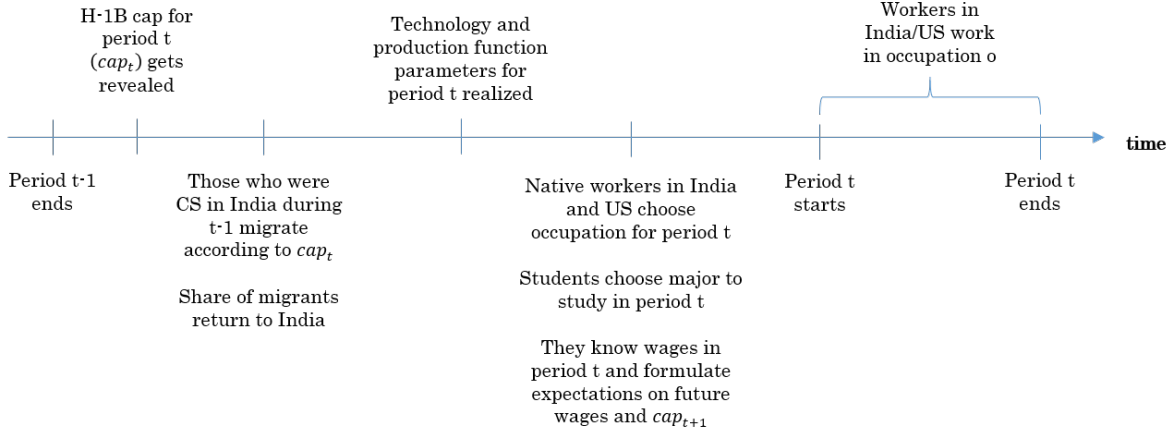 H-1B cap for
period t
(cap_t) gets
revealed
Technology and
production function
parameters for
period t realized
Workers in
India/US work
in occupation o
time
Period t-1
ends
Those who were
CS in India during
t-1 migrate
according to cap_t
Share of migrants
return to India
Native workers in India
and US choose
occupation for period t
Students choose major to
study in period t
They know wages in
period t and formulate
expectations on future
wages and cap_{t+1}
Period t
starts
Period t
ends